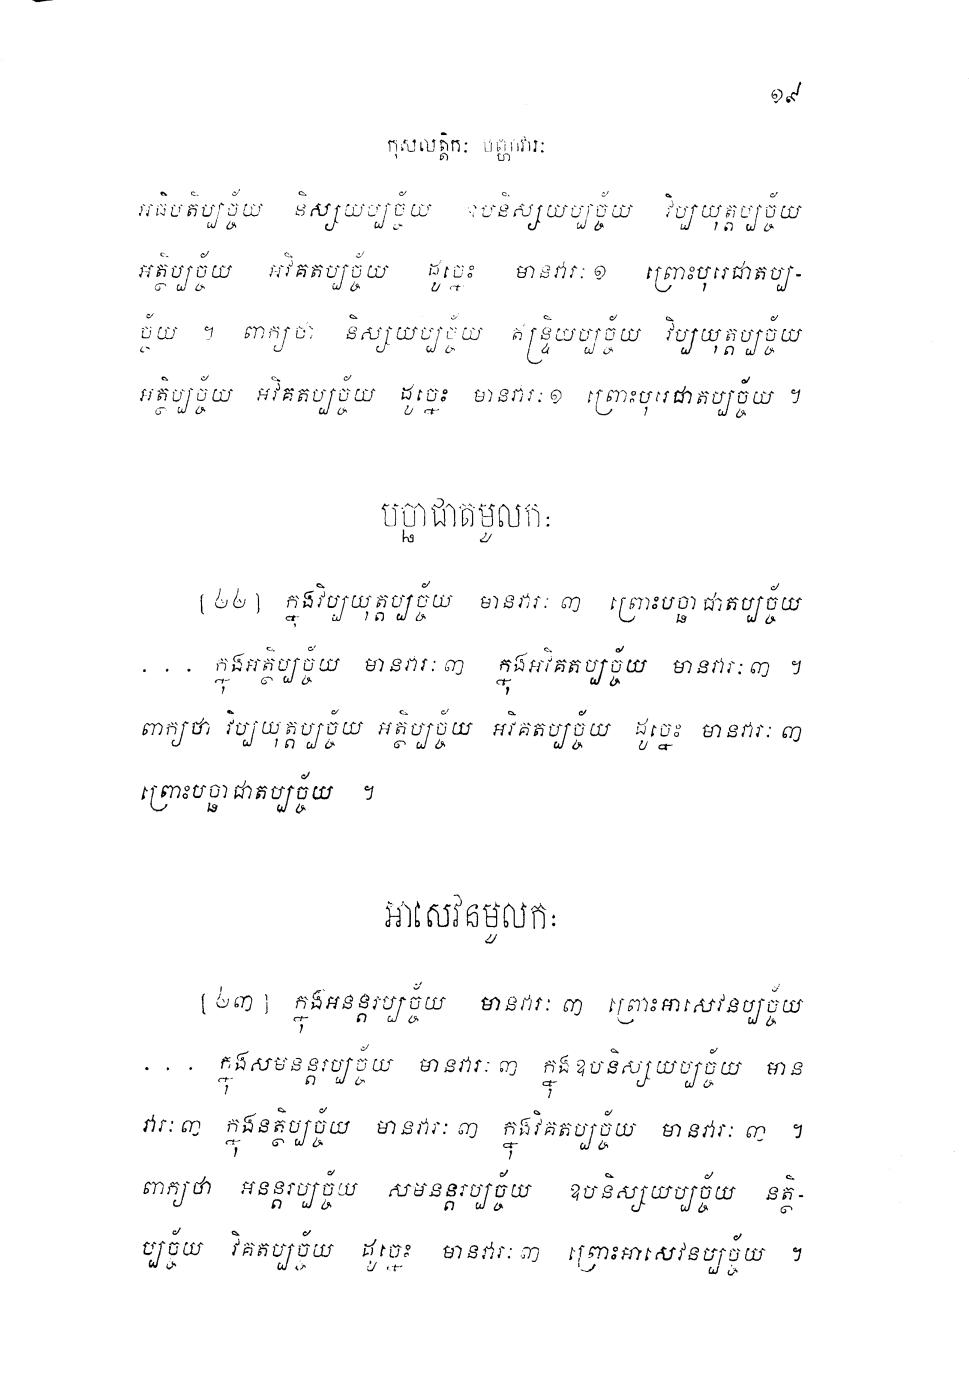 ១៩
កុសលត្តិកៈ បញ្ហាវារៈ
អធិបតិប្បច្ច័យ និស្សយប្បច្ច័យ ឧបនិស្សយប្បច្ច័យ វិប្បយុត្តប្បច្ច័យ
អត្ថិប្បច្ច័យ អវិគតប្បច្ច័យ ដូច្នេះ មានវារៈ ១ ព្រោះបុរេជាតប្ប-
ច្ច័យ ។ ពាក្យថា និស្សយប្បច្ច័យ ឥន្ទ្រិយប្បច្ច័យ វិប្បយុត្តប្បច្ច័យ
អត្ថិប្បច្ច័យ អវិគតប្បច្ច័យ ដូច្នេះ មានវារៈ ១ ព្រោះបុរេជាតប្បច្ច័យ ។
បច្ឆាជាតមូលកៈ
[៤៤] ក្នុងវិប្បយុត្តប្បច្ច័យ មានវារៈ ៣ ព្រោះបច្ឆាជាតប្បច្ច័យ
. . . ក្នុងអត្ថិប្បច្ច័យ មានវារៈ ៣ ក្នុងអវិគតប្បច្ច័យ មានវារៈ ៣ ។
ពាក្យថា វិប្បយុត្តប្បច្ច័យ អត្ថិប្បច្ច័យ អវិគតប្បច្ច័យ ដូច្នេះ មានវារៈ ៣
ព្រោះបច្ឆាជាតប្បច្ច័យ ។
អាសេវនមូលកៈ
[៤៣] ក្នុងអនន្តរប្បច្ច័យ មានវារៈ ៣ ព្រោះអាសេវនប្បច្ច័យ
. . . ក្នុងសមនន្តរប្បច្ច័យ មានវារៈ ៣ ក្នុងឧបនិស្សយប្បច្ច័យ មាន
វារៈ ៣ ក្នុងនត្ថិប្បច្ច័យ មានវារៈ ៣ ក្នុងវិគតប្បច្ច័យ មានវារៈ ៣ ។
ពាក្យថា អនន្តរប្បច្ច័យ សមនន្តរប្បច្ច័យ ឧបនិស្សយប្បច្ច័យ នត្ថិ-
ប្បច្ច័យ វិគតប្បច្ច័យ ដូច្នេះ មានវារៈ ៣ ព្រោះអាសេវនប្បច្ច័យ ។